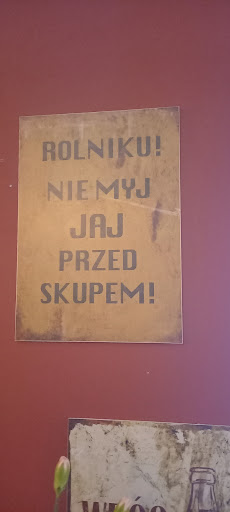 ROLNIKU!
NIE MYJ
JAJ
PRZED
SKUPEM!